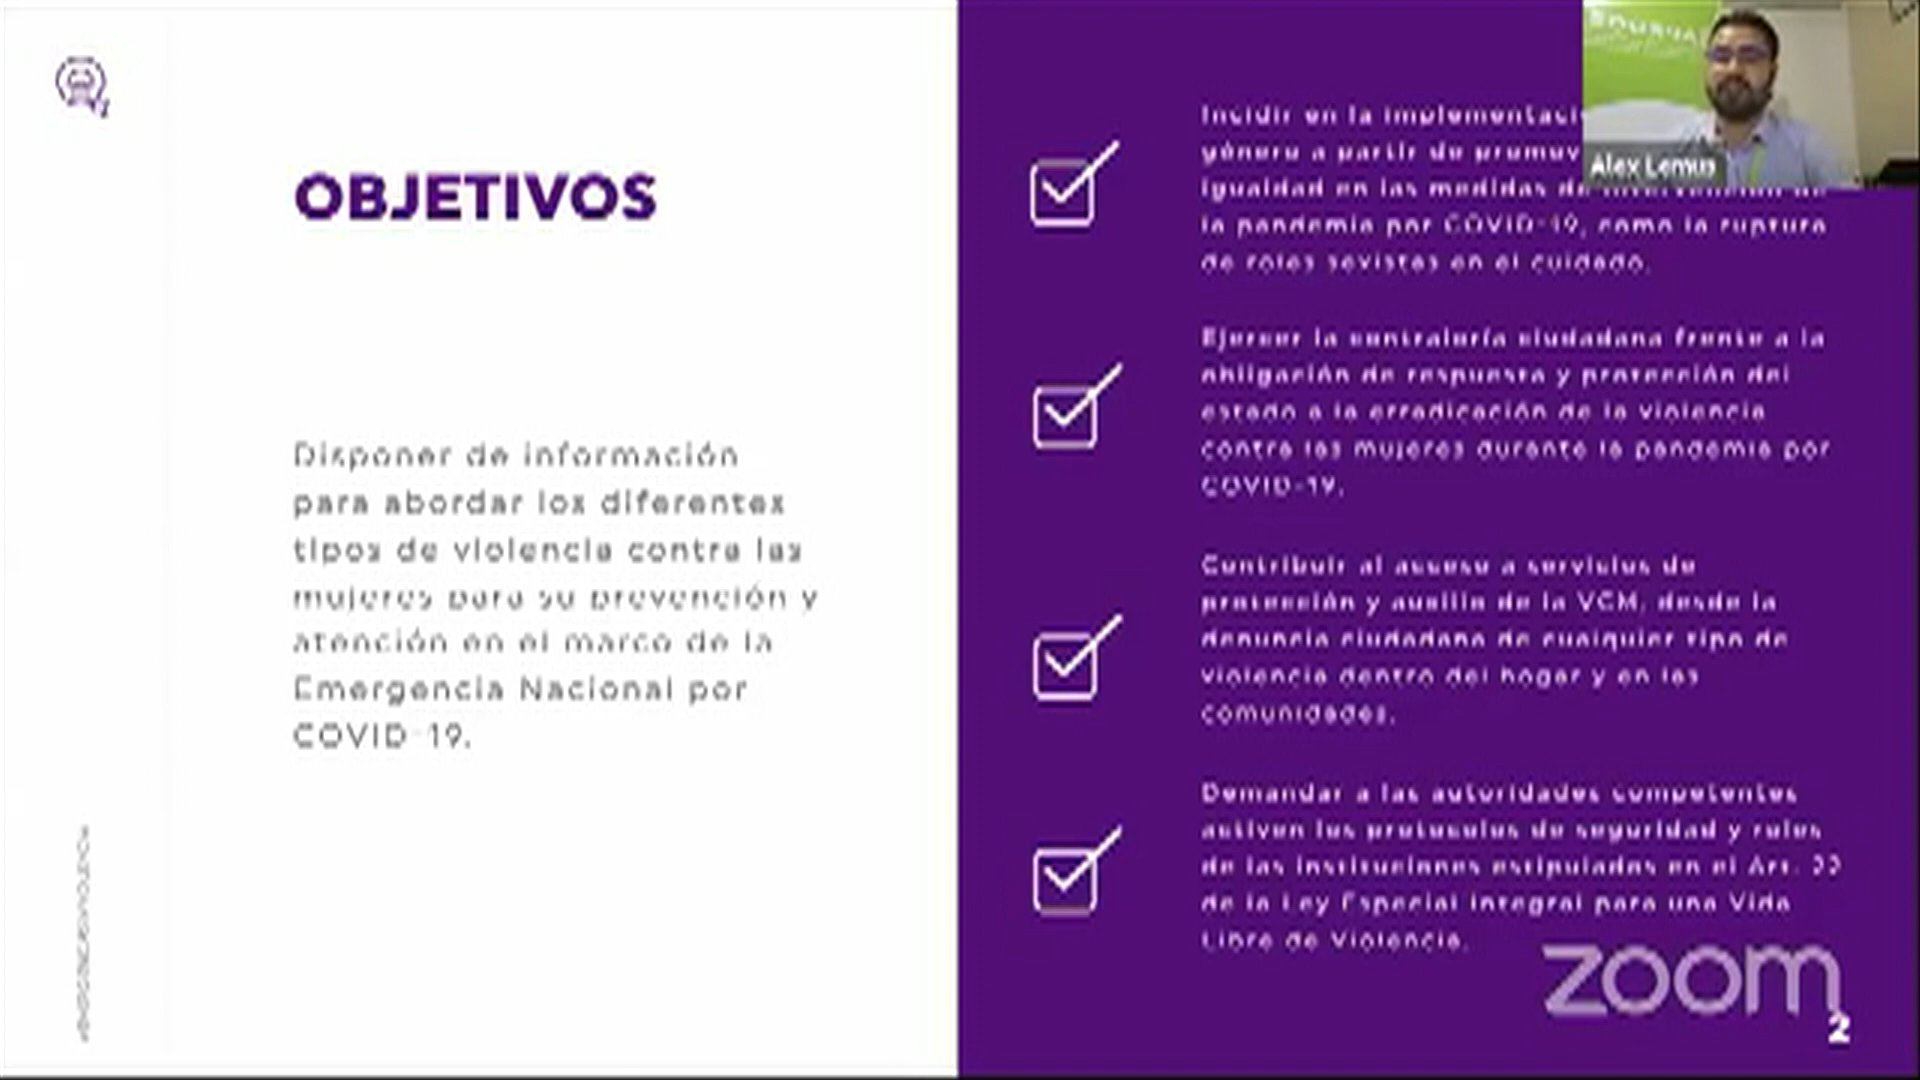 OBJETIVOS
Disponer de información
para abordar los diferentes
tipos de violencia contra las
mujeres para su prevención y
atención en el marco de la
Emergencia Nacional por
COVID-19.
Incidir en la
género a partir de
igualdad en las medidas de
la pandemia por COVID-19, como la ruptura
de roles sexistas en el cuidado.
Ejercer la contraloría ciudadana frente a la
obligación de respuesta y protección del
estado a la erradicación de la violencia
contra las mujeres durante la pandemia por
COVID-19.
Contribuir al acceso a servicios de
protección y auxilio de la VCM, desde la
denuncia ciudadana de cualquier tipo de
violencia dentro del hogar y en las
comunidades.
Demandar a las autoridades competentes
activen los protocolos de seguridad y roles
de las instituciones estipulados en el Art.
de la Ley Especial Integral para una Vida
Libre de Violencia.
Alex Lemus
zoom
2